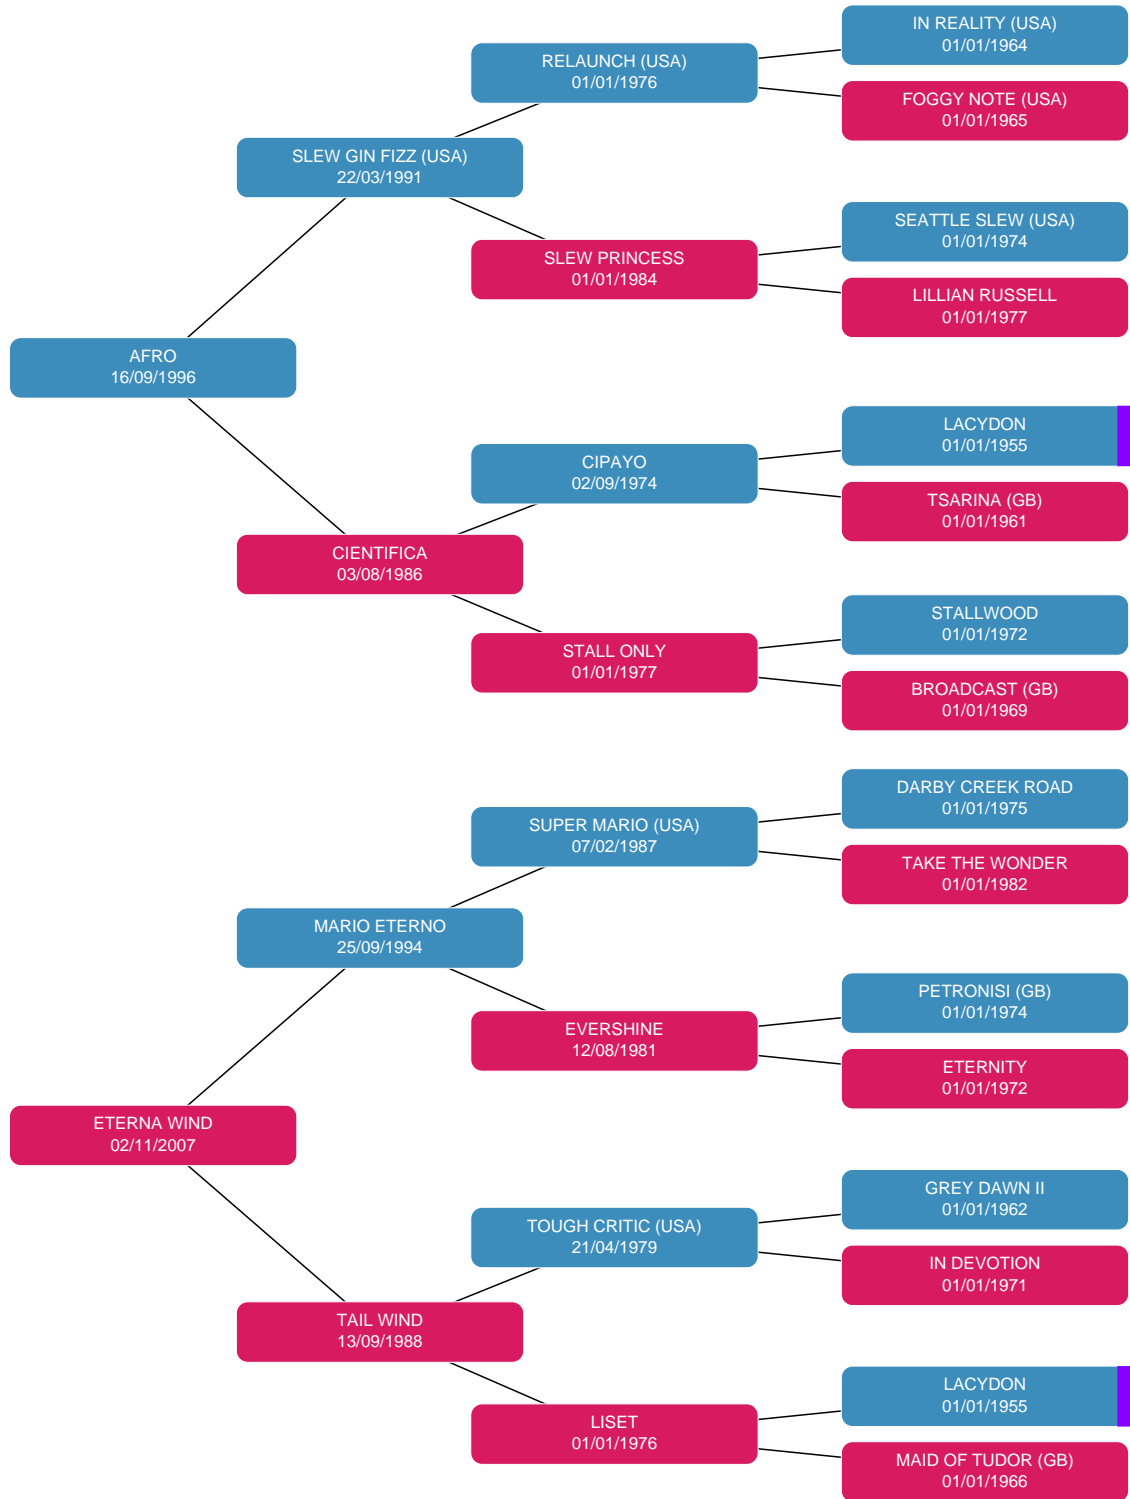 IN REALITY (USA)
01/01/1964
RELAUNCH (USA)
01/01/1976
FOGGY NOTE (USA)
01/01/1965
SLEW GIN FIZZ (USA)
22/03/1991
SEATTLE SLEW (USA)
01/01/1974
SLEW PRINCESS
01/01/1984
LILLIAN RUSSELL
01/01/1977
AFRO
16/09/1996
LACYDON
01/01/1955
CIPAYO
02/09/1974
TSARINA (GB)
01/01/1961
CIENTIFICA
03/08/1986
STALLWOOD
01/01/1972
STALL ONLY
01/01/1977
BROADCAST (GB)
01/01/1969
DARBY CREEK ROAD
01/01/1975
SUPER MARIO (USA)
07/02/1987
TAKE THE WONDER
01/01/1982
MARIO ETERNO
25/09/1994
PETRONISI (GB)
01/01/1974
EVERSHINE
12/08/1981
ETERNITY
01/01/1972
ETERNA WIND
02/11/2007
GREY DAWN II
01/01/1962
TOUGH CRITIC (USA)
21/04/1979
IN DEVOTION
01/01/1971
TAIL WIND
13/09/1988
LACYDON
01/01/1955
LISET
01/01/1976
MAID OF TUDOR (GB)
01/01/1966